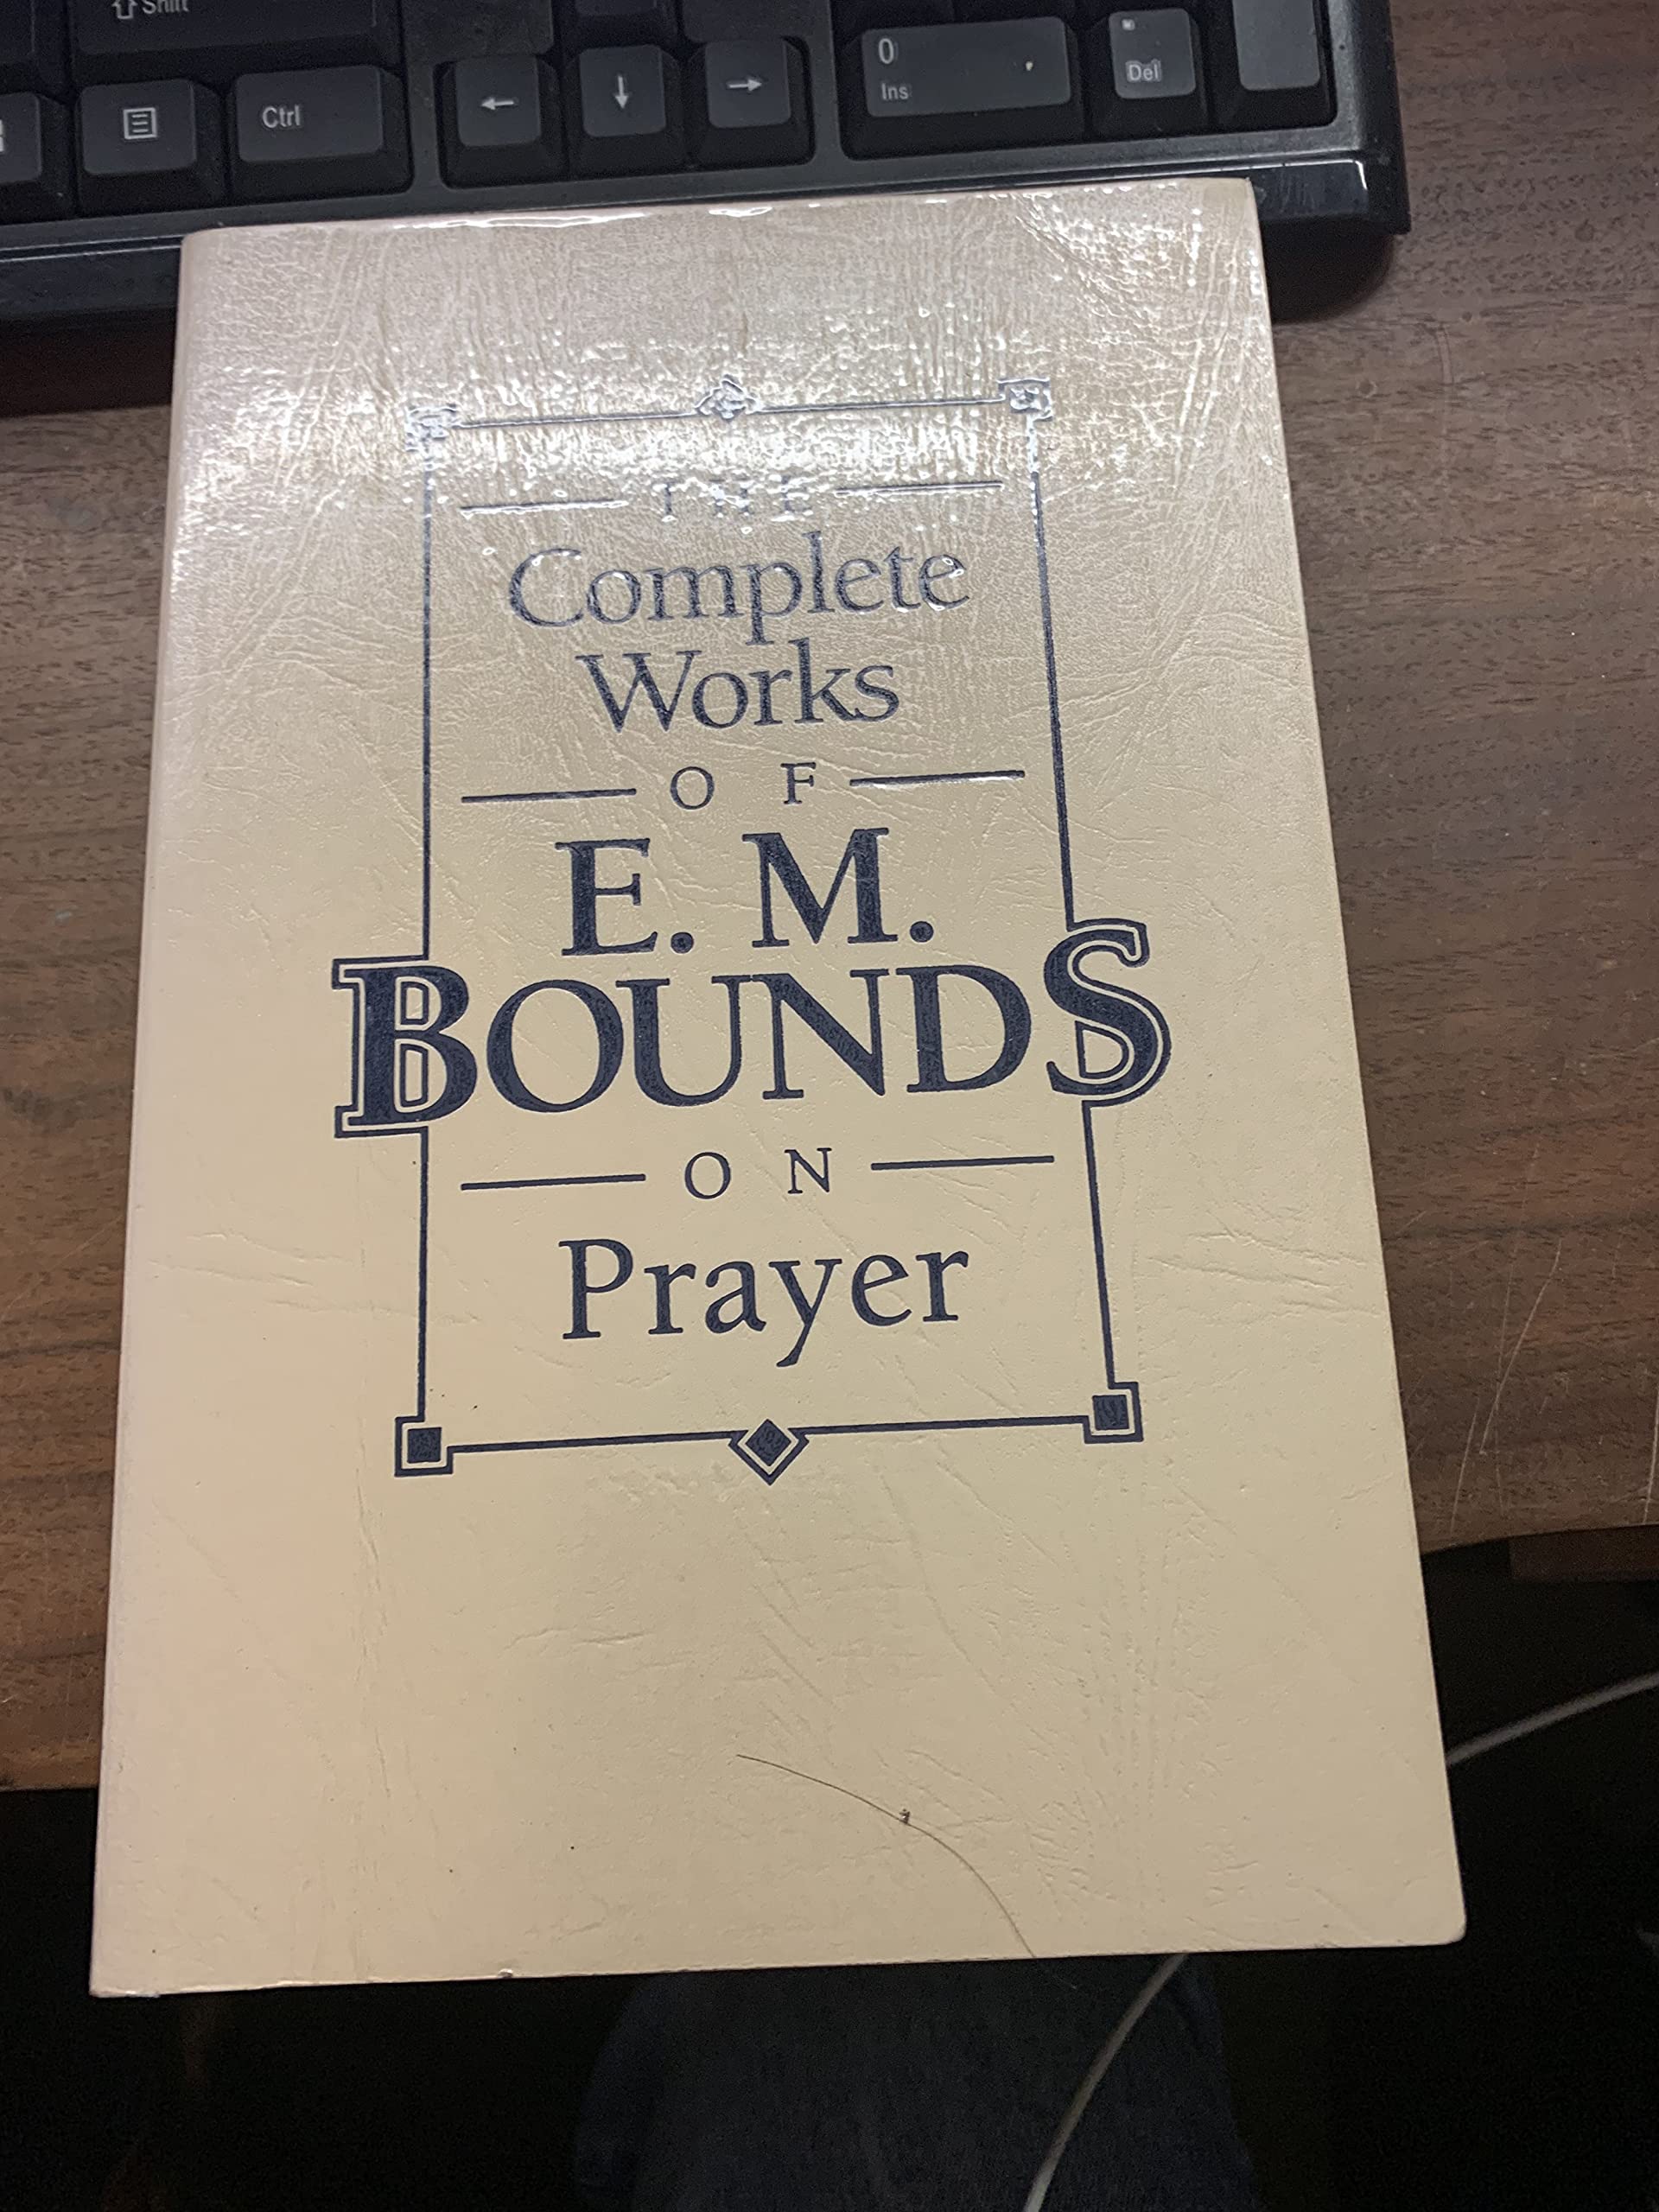 ⇧Shift
Ctrl
←
↓
→
0
Ins
.
Del
THE
Complete
Works
OF
E. M.
BOUNDS
ON
Prayer